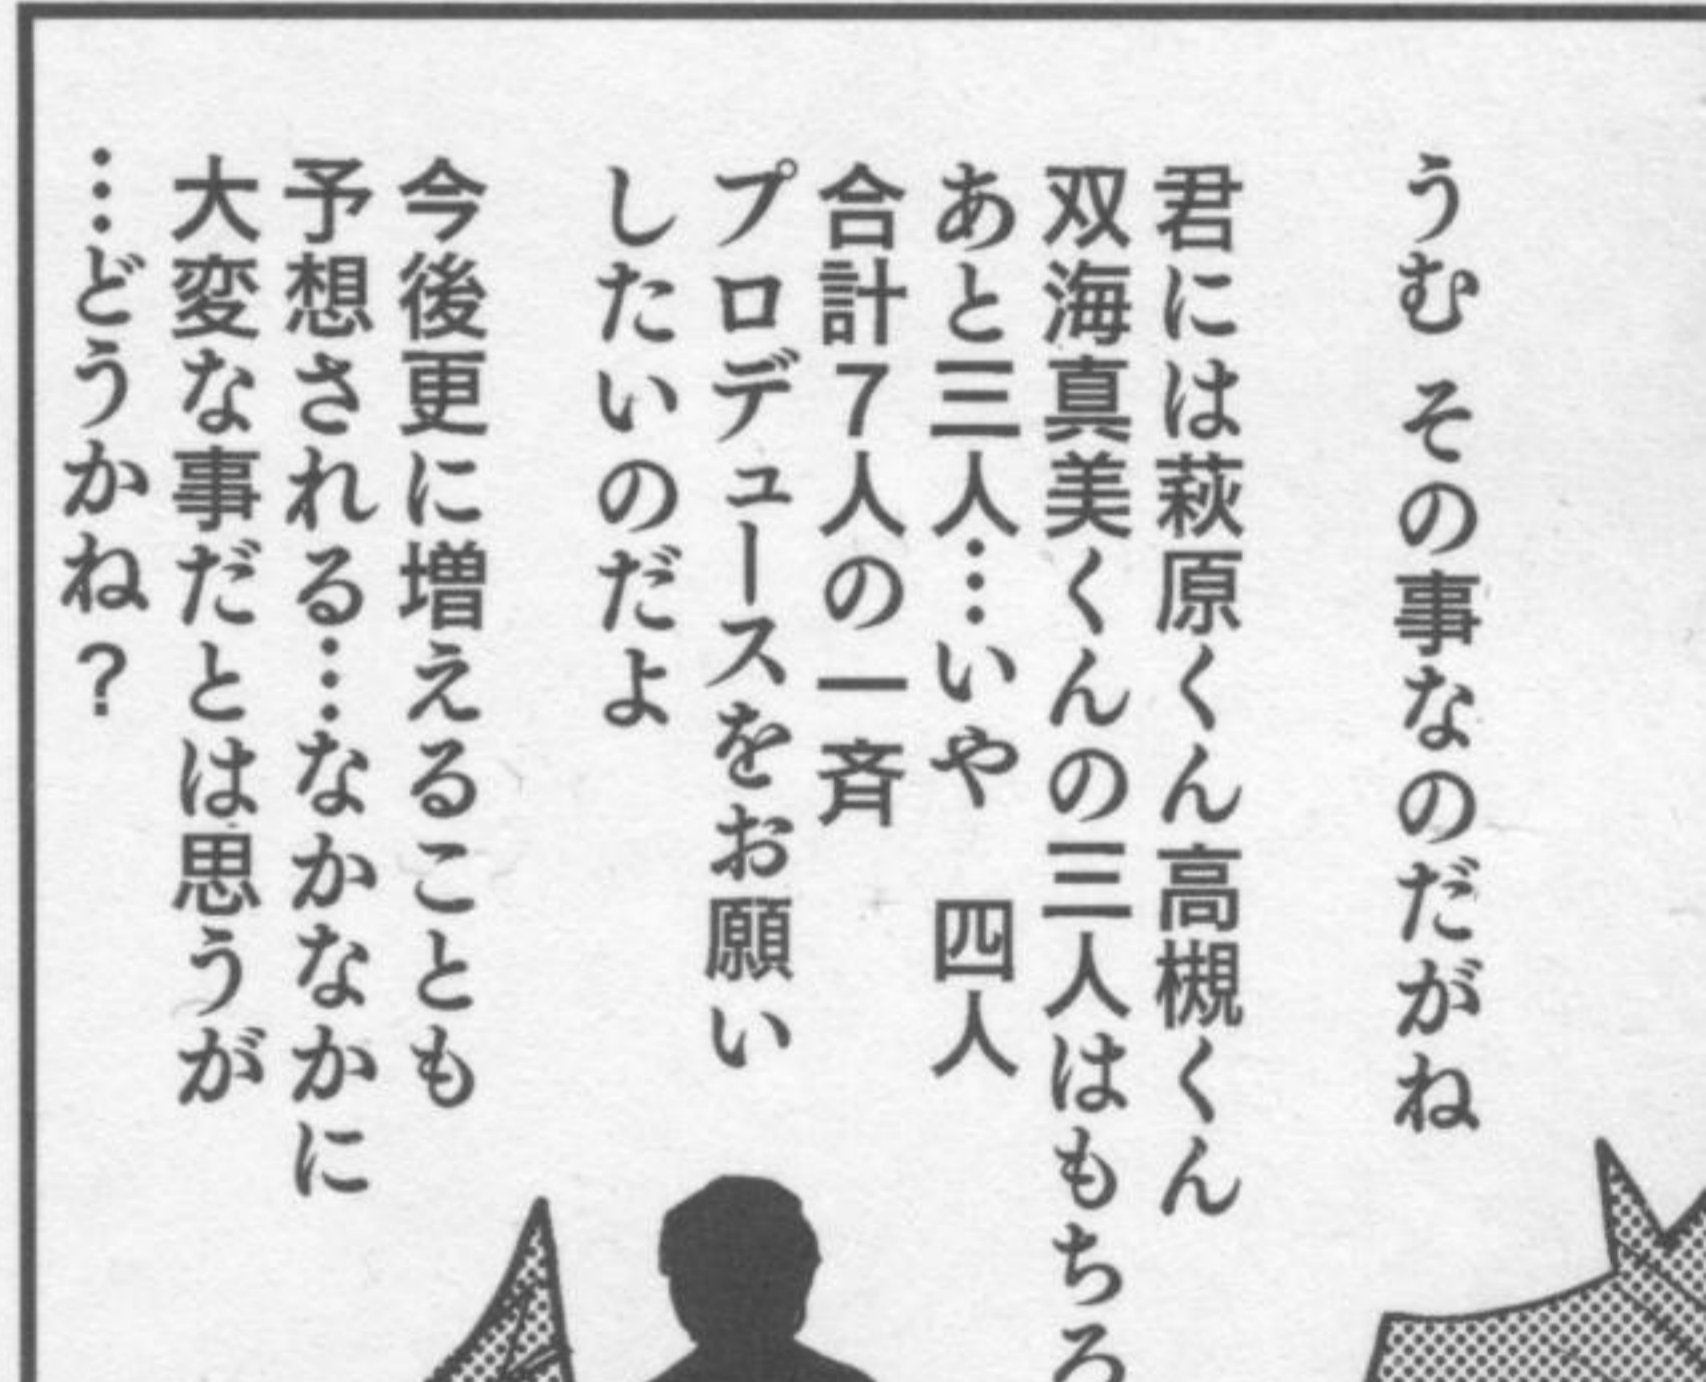 うむ その事なのだがね
君には萩原くん高槻くん
双海真美くんの三人はもちろ
あと三人…いや 四人
合計7人の一斉
プロデュースをお願い
したいのだよ
今後更に増えることも
予想される…なかなかに
大変な事だとは思うが
…どうかね?